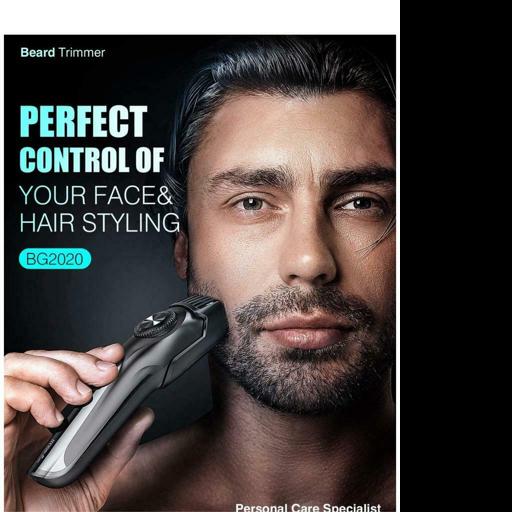 Beard Trimmer
PERFECT
CONTROL OF
YOUR FACE&
HAIR STYLING
BG2020
Personal Care Specialist